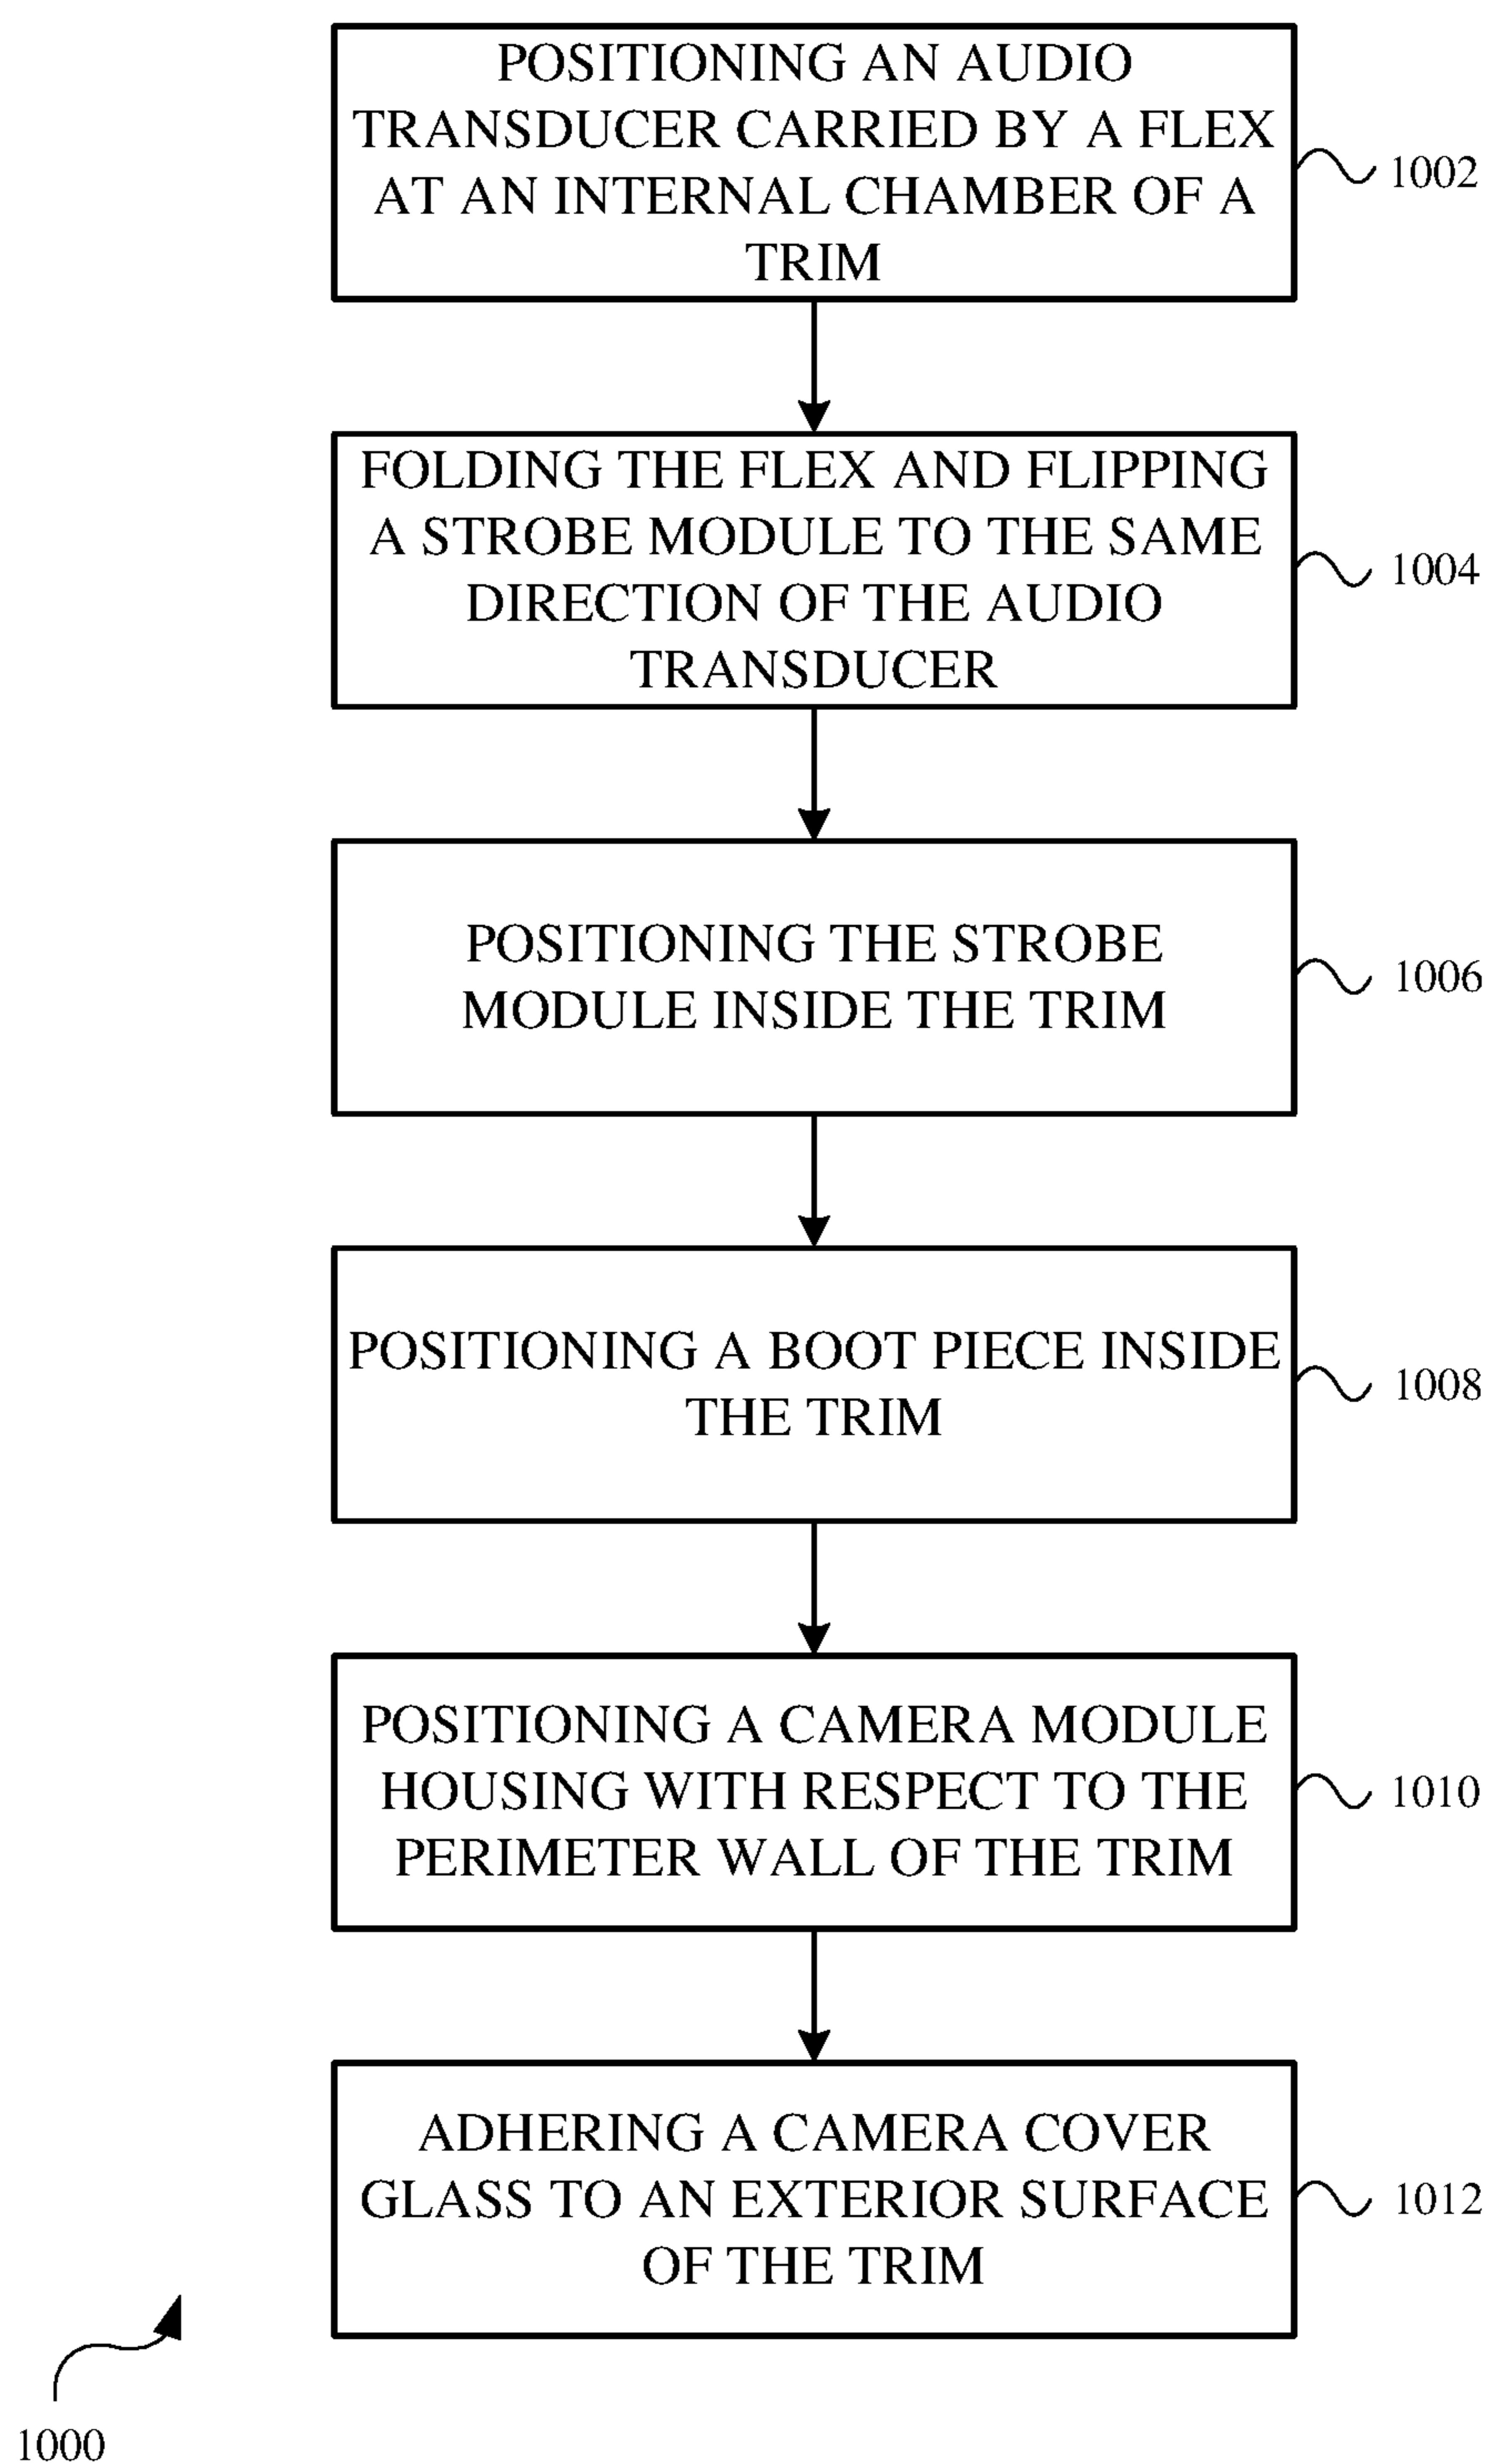 POSITIONING AN AUDIO
TRANSDUCER CARRIED BY A FLEX
AT AN INTERNAL CHAMBER OF A
TRIM
1002
FOLDING THE FLEX AND FLIPPING
A STROBE MODULE TO THE SAME
DIRECTION OF THE AUDIO
TRANSDUCER
1004
POSITIONING THE STROBE
MODULE INSIDE THE TRIM
1006
POSITIONING A BOOT PIECE INSIDE
THE TRIM
1008
POSITIONING A CAMERA MODULE
HOUSING WITH RESPECT TO THE
PERIMETER WALL OF THE TRIM
1010
ADHERING A CAMERA COVER
GLASS TO AN EXTERIOR SURFACE
OF THE TRIM
1012
1000